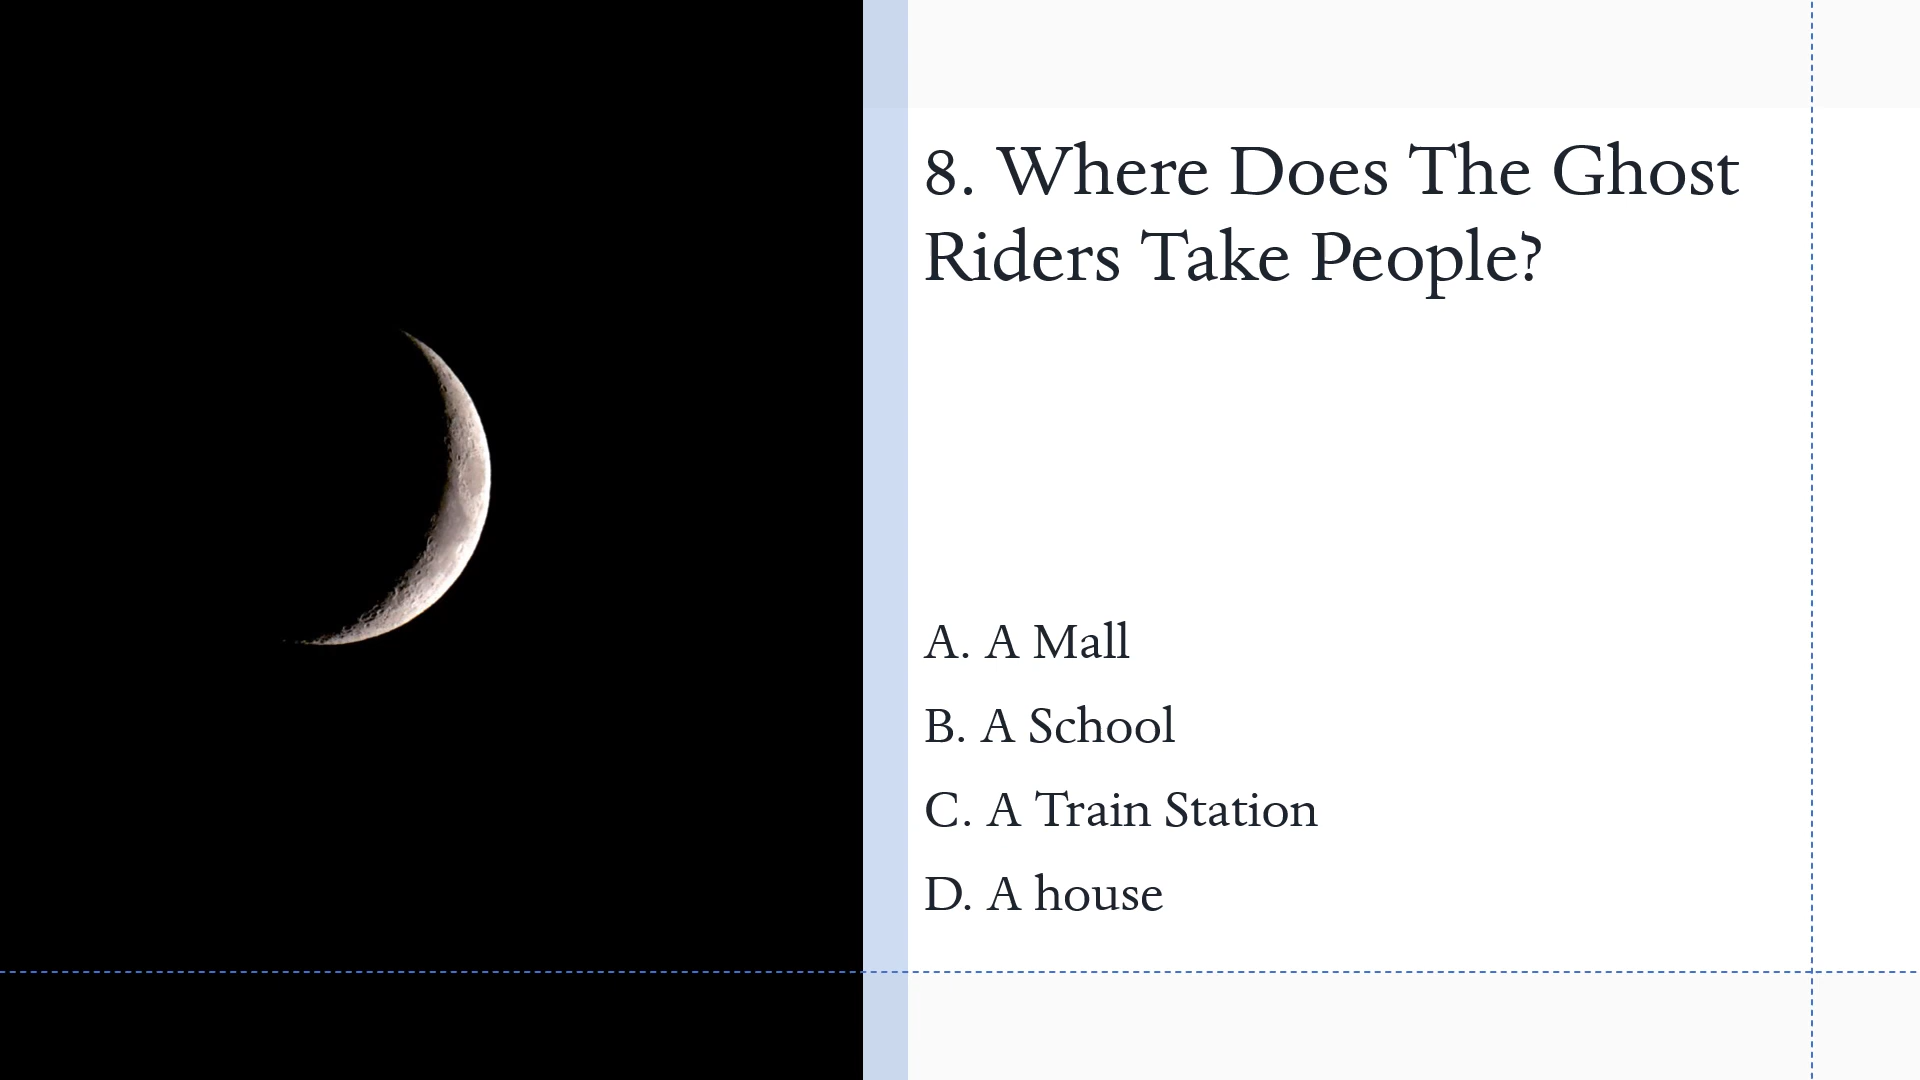 8. Where Does The Ghost
Riders Take People?
A. A Mall
B. A School
C. A Train Station
D. A house